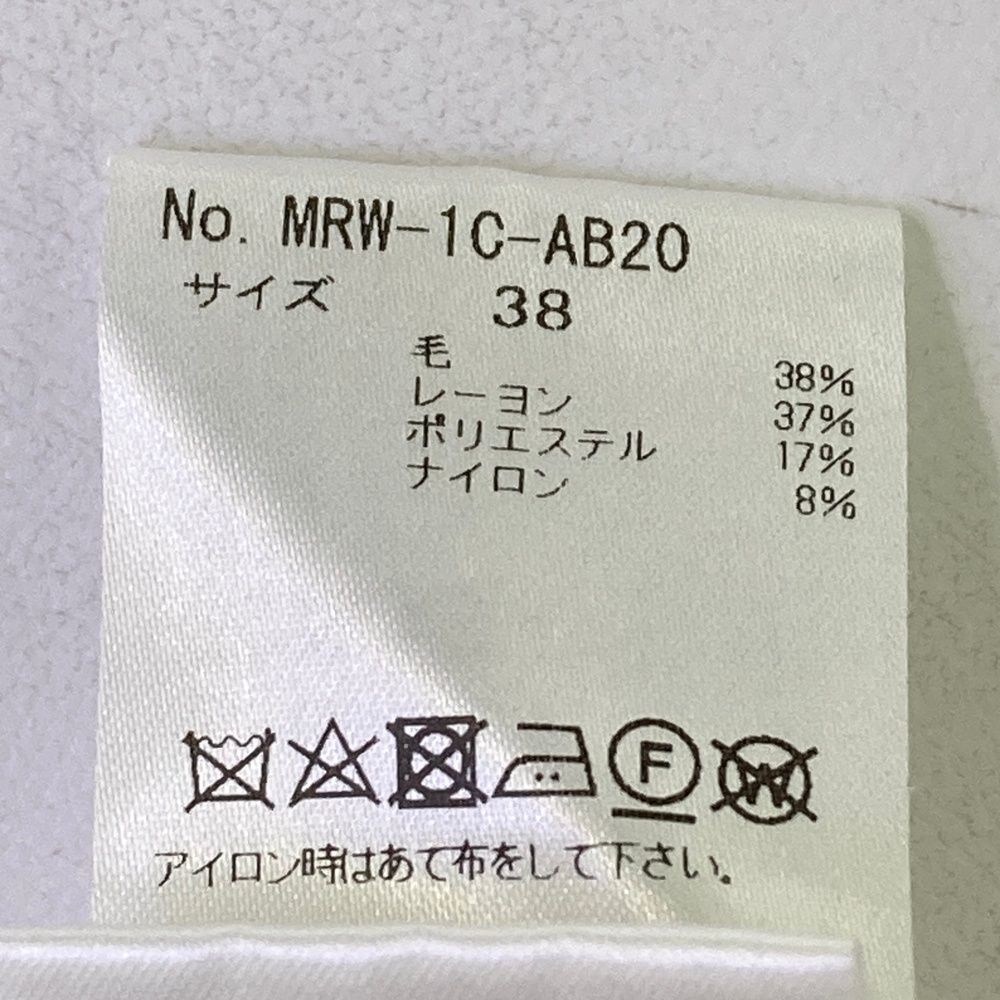 No. MRW-1C-AB20
サイズ 38
毛 38%
レーヨン 37%
ポリエステル 17%
ナイロン 8%
F W
アイロン時はあて布をして下さい。